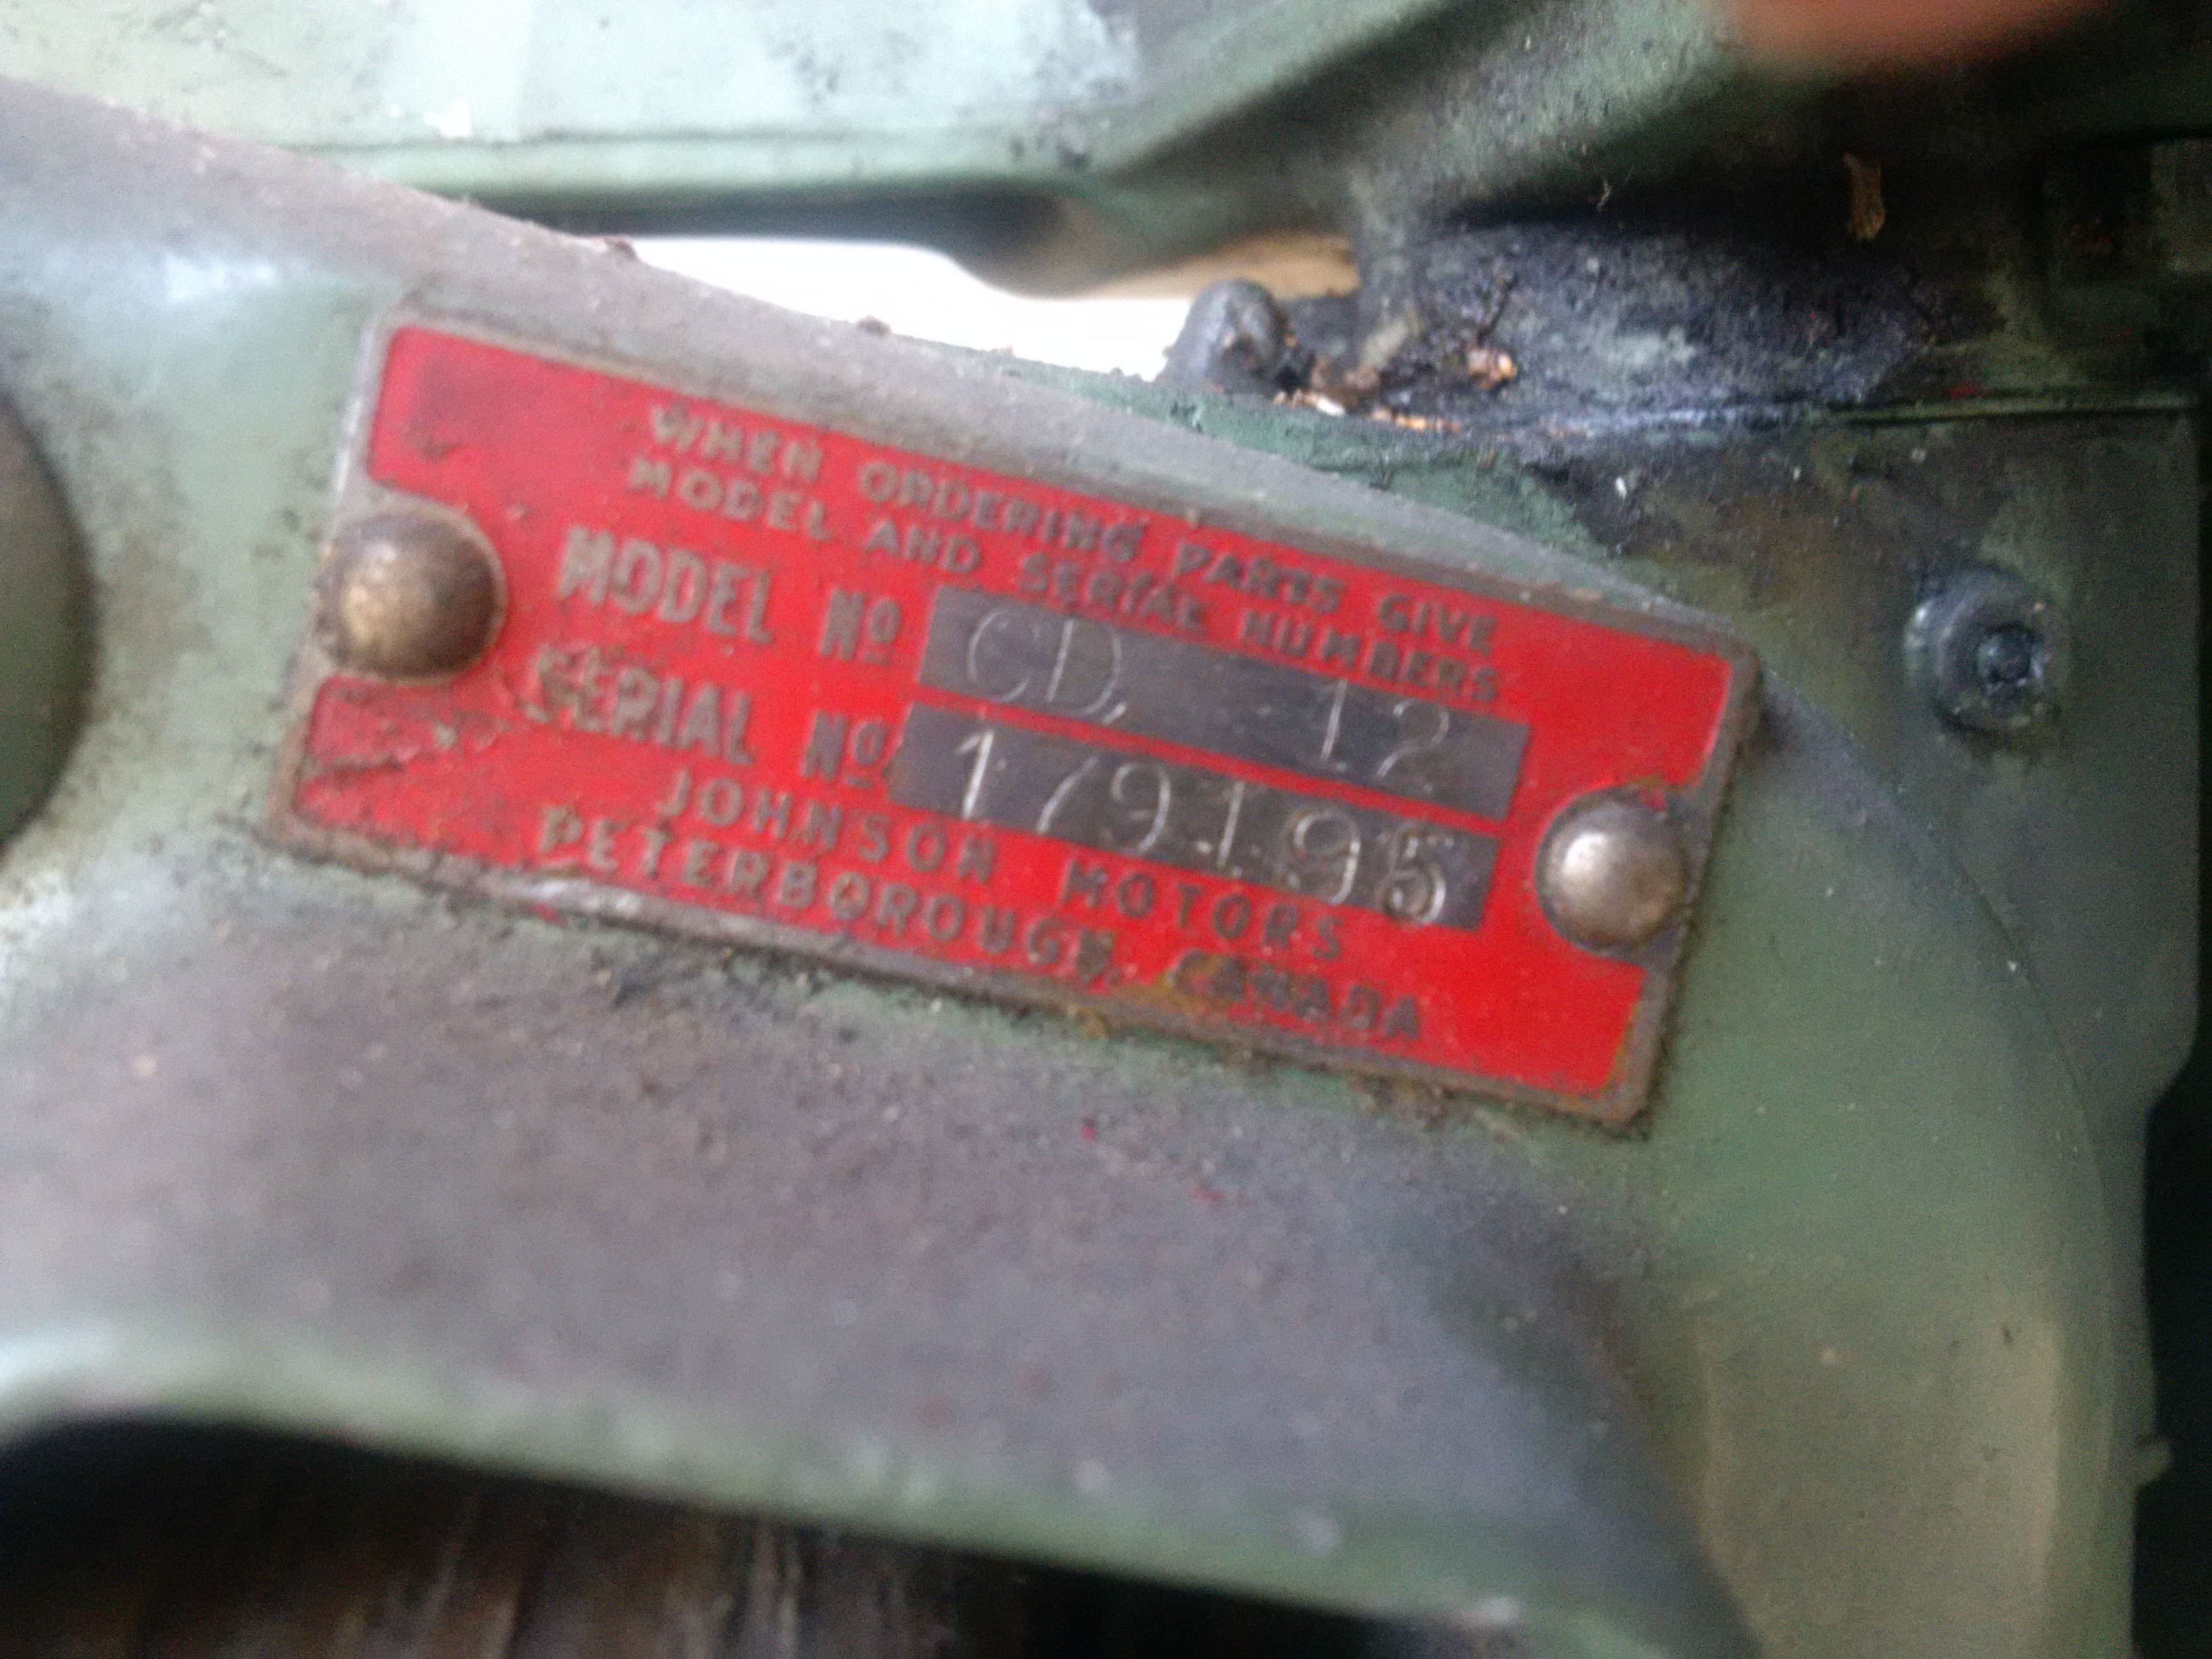 WHEN ORDERING PARTS GIVE
MODEL AND SERIAL NUMBERS
MODEL Nº CD, 12
SERIAL Nº 179195
JOHNSON MOTORS
PETERBOROUGH, CANADA